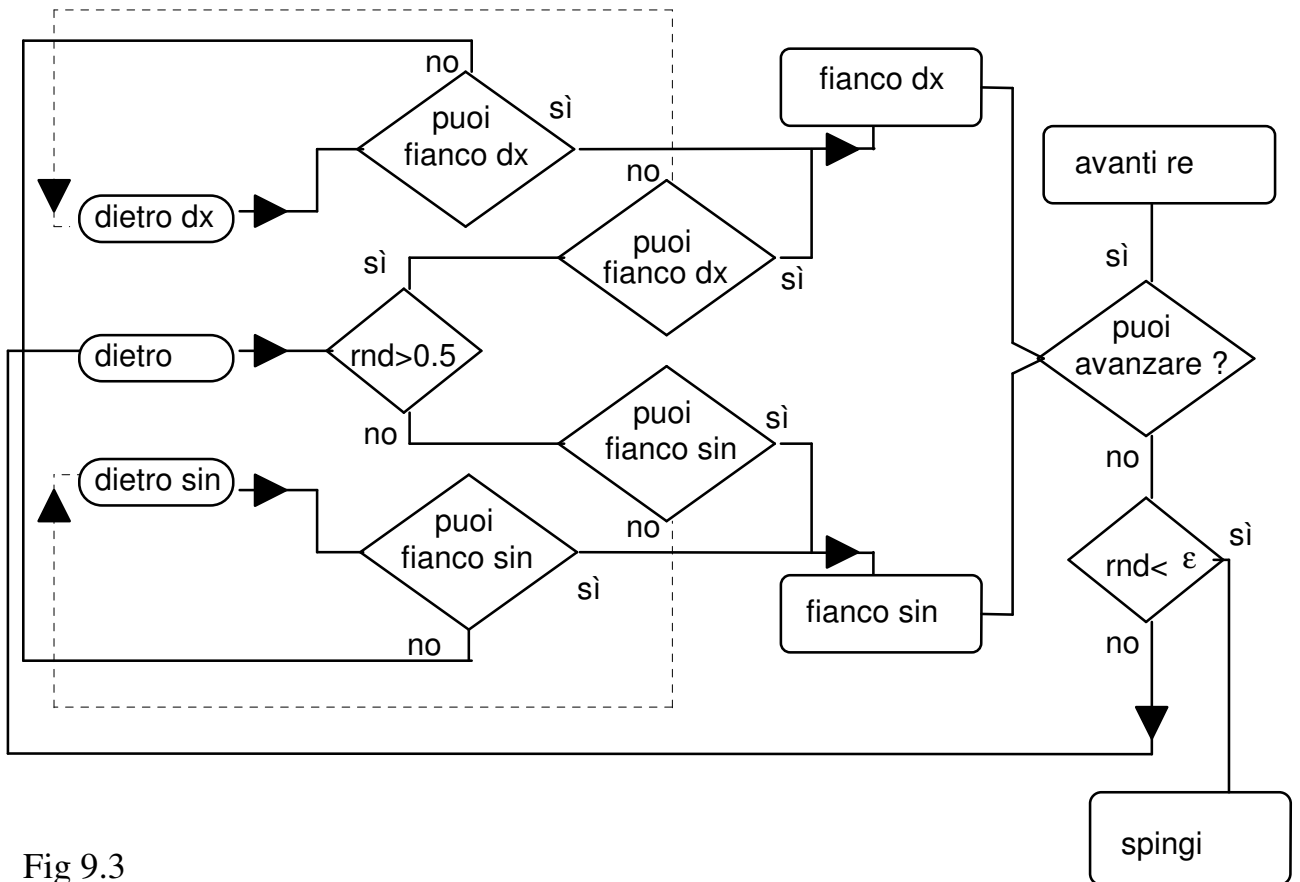 no
puoi
fianco dx
sì
fianco dx
avanti re
dietro dx
no
puoi
fianco dx
sì
sì
sì
puoi
avanzare ?
dietro
rnd>0.5
no
puoi
fianco sin
sì
no
no
dietro sin
puoi
fianco sin
sì
no
fianco sin
rnd< ε
sì
no
spingi
Fig 9.3